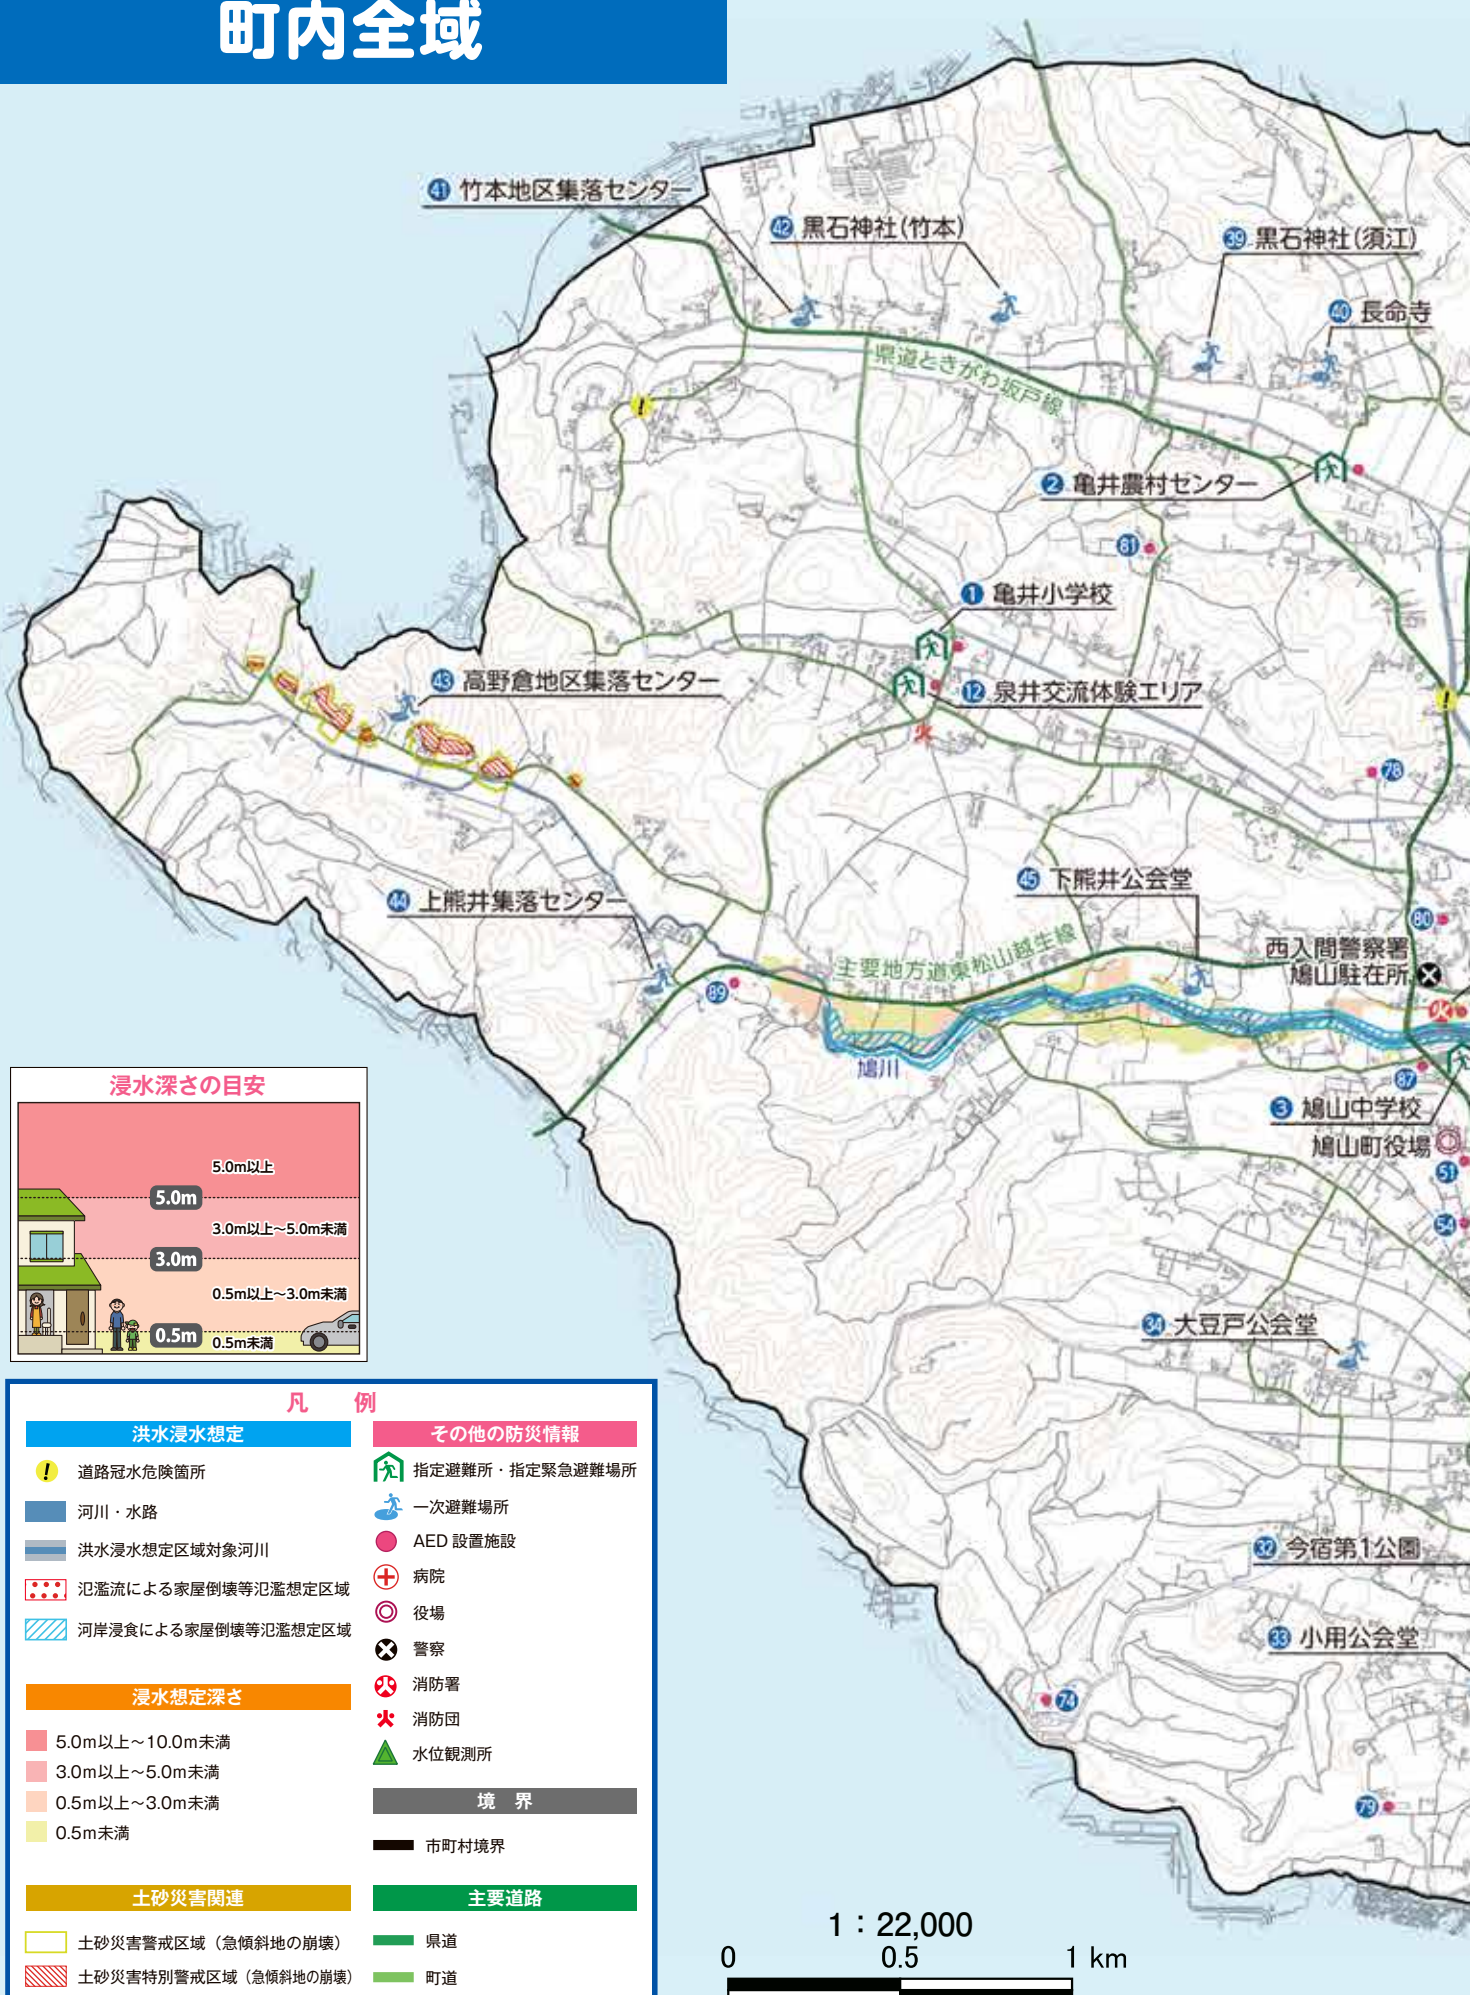 町内全域
41 竹本地区集落センター
42 黒石神社(竹本)
39 黒石神社(須江)
40 長命寺
県道ときがわ坂戸線
2 亀井農村センター
81
1 亀井小学校
43 高野倉地区集落センター
12 泉井交流体験エリア
78
45 下熊井公会堂
44 上熊井集落センター
80
主要地方道東松山越生線
西入間警察署
鳩山駐在所
89
鳩川
87
3 鳩山中学校
鳩山町役場
51
54
34 大豆戸公会堂
32 今宿第1公園
33 小用公会堂
74
79
浸水深さの目安
5.0m以上
5.0m
3.0m以上～5.0m未満
3.0m
0.5m以上～3.0m未満
0.5m
0.5m未満
凡 例
洪水浸水想定
道路冠水危険箇所
河川・水路
洪水浸水想定区域対象河川
氾濫流による家屋倒壊等氾濫想定区域
河岸浸食による家屋倒壊等氾濫想定区域
浸水想定深さ
5.0m以上～10.0m未満
3.0m以上～5.0m未満
0.5m以上～3.0m未満
0.5m未満
土砂災害関連
土砂災害警戒区域（急傾斜地の崩壊）
土砂災害特別警戒区域（急傾斜地の崩壊）
その他の防災情報
指定避難所・指定緊急避難場所
一次避難場所
AED 設置施設
病院
役場
警察
消防署
消防団
水位観測所
境 界
市町村境界
主要道路
県道
町道
1：22,000
0 0.5 1 km